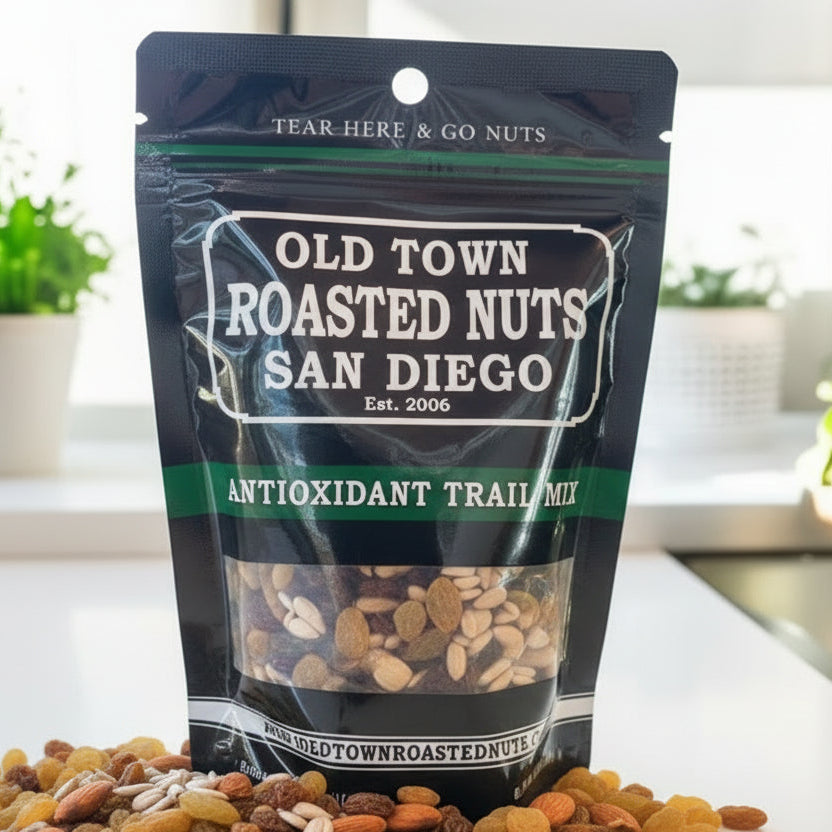 TEAR HERE & GO NUTS
OLD TOWN
ROASTED NUTS
SAN DIEGO
Est. 2006
ANTIOXIDANT TRAIL MIX